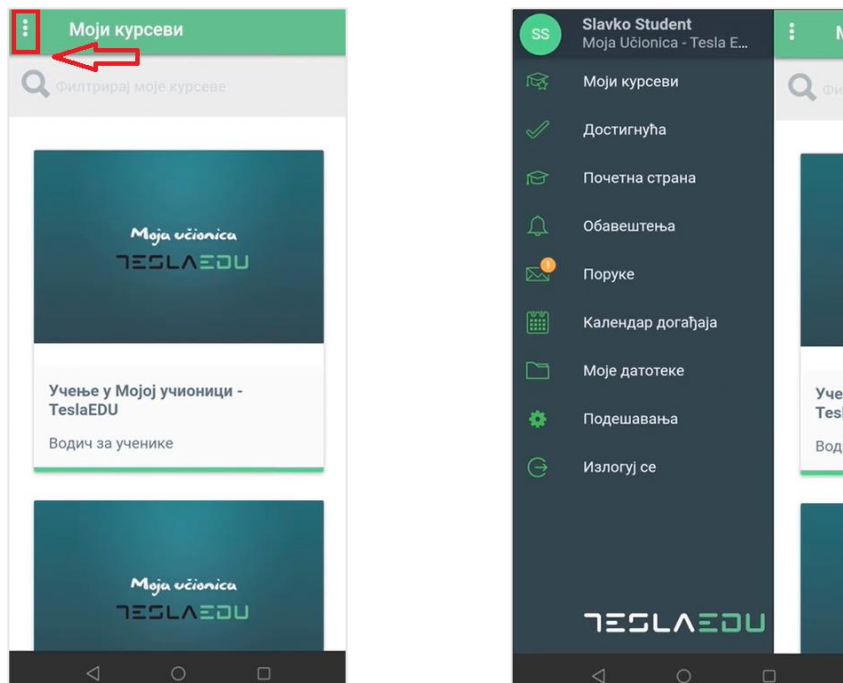 Моји курсеви
Филтрирај моје курсеве
Moja učionica
TESLAEDU
Учење у Мојој учионици -
TeslaEDU
Водич за ученике
Moja učionica
TESLAEDU
SS
Slavko Student
Moja Učionica - Tesla E...
Моји курсеви
Достигнућа
Почетна страна
Обавештења
Поруке
Календар догађаја
Моје датотеке
Подешавања
Излогуј се
TESLAEDU